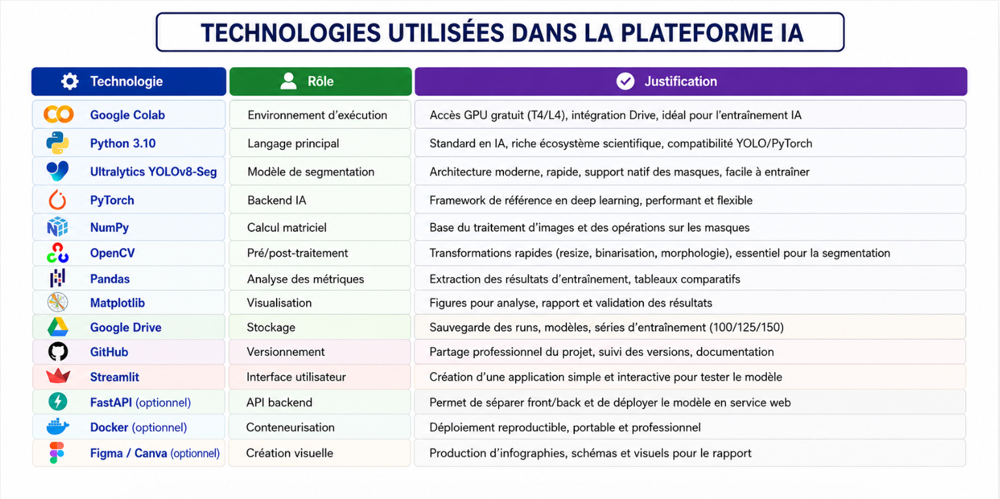 TECHNOLOGIES UTILISÉES DANS LA PLATEFORME IA
Technologie Rôle Justification
Google Colab Environnement d’exécution Accès GPU gratuit (T4/L4), intégration Drive, idéal pour l’entraînement IA
Python 3.10 Langage principal Standard en IA, riche écosystème scientifique, compatibilité YOLO/PyTorch
Ultralytics YOLOv8-Seg Modèle de segmentation Architecture moderne, rapide, support natif des masques, facile à entraîner
PyTorch Backend IA Framework de référence en deep learning, performant et flexible
NumPy Calcul matriciel Base du traitement d’images et des opérations sur les masques
OpenCV Pré/post-traitement Transformations rapides (resize, binarisation, morphologie), essentiel pour la segmentation
Pandas Analyse des métriques Extraction des résultats d’entraînement, tableaux comparatifs
Matplotlib Visualisation Figures pour analyse, rapport et validation des résultats
Google Drive Stockage Sauvegarde des runs, modèles, séries d’entraînement (100/125/150)
GitHub Versionnement Partage professionnel du projet, suivi des versions, documentation
Streamlit Interface utilisateur Création d’une application simple et interactive pour tester le modèle
FastAPI (optionnel) API backend Permet de séparer front/back et de déployer le modèle en service web
Docker (optionnel) Conteneurisation Déploiement reproductible, portable et professionnel
Figma / Canva (optionnel) Création visuelle Production d’infographies, schémas et visuels pour le rapport